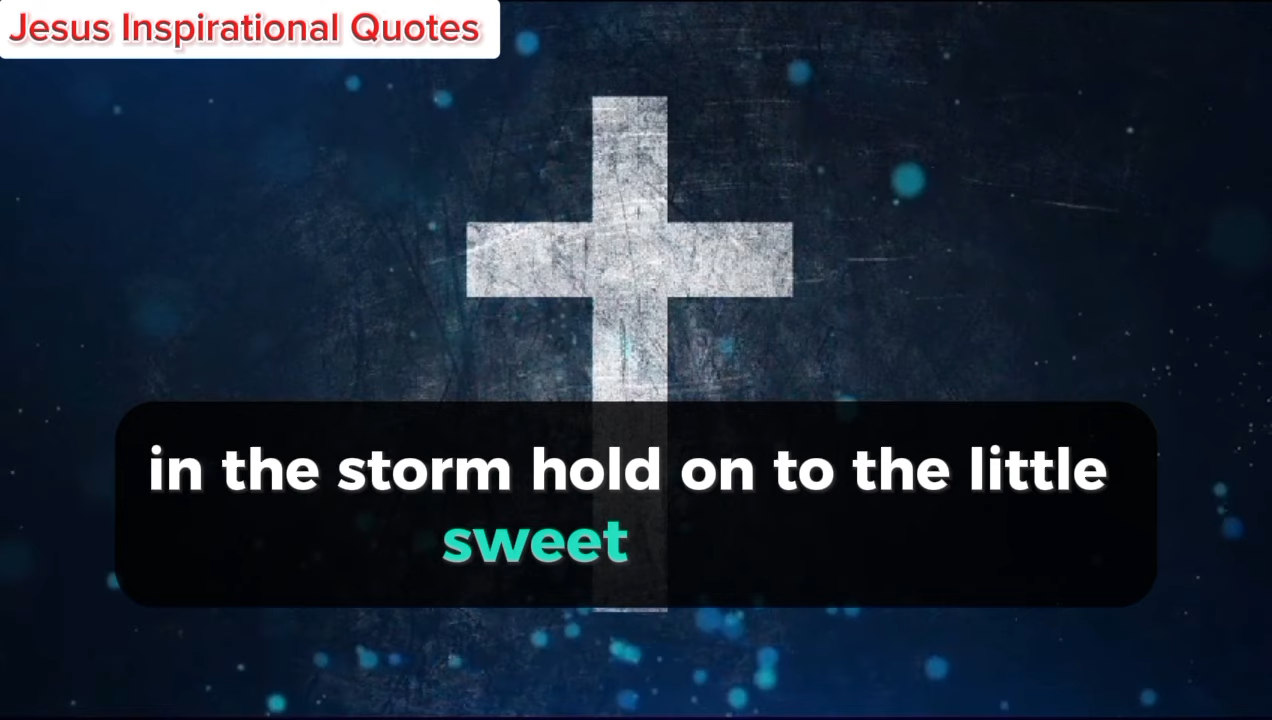 Jesus Inspirational Quotes
in the storm hold on to the little
sweet